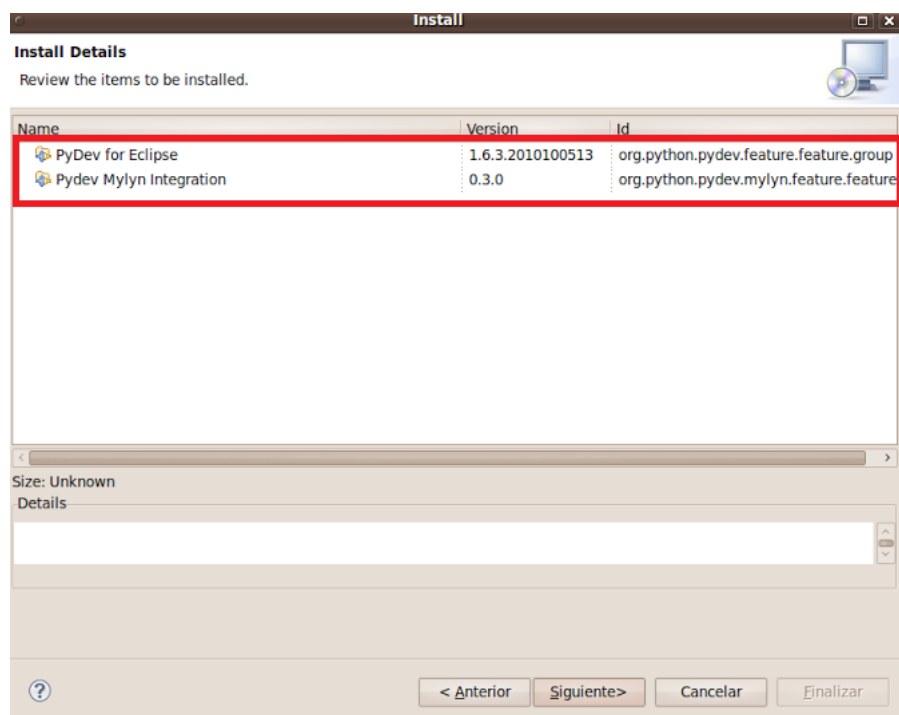 Install
Install Details
Review the items to be installed.
Name Version Id
PyDev for Eclipse 1.6.3.2010100513 org.python.pydev.feature.feature.group
Pydev Mylyn Integration 0.3.0 org.python.pydev.mylyn.feature.feature
Size: Unknown
Details
< Anterior Siguiente> Cancelar Finalizar